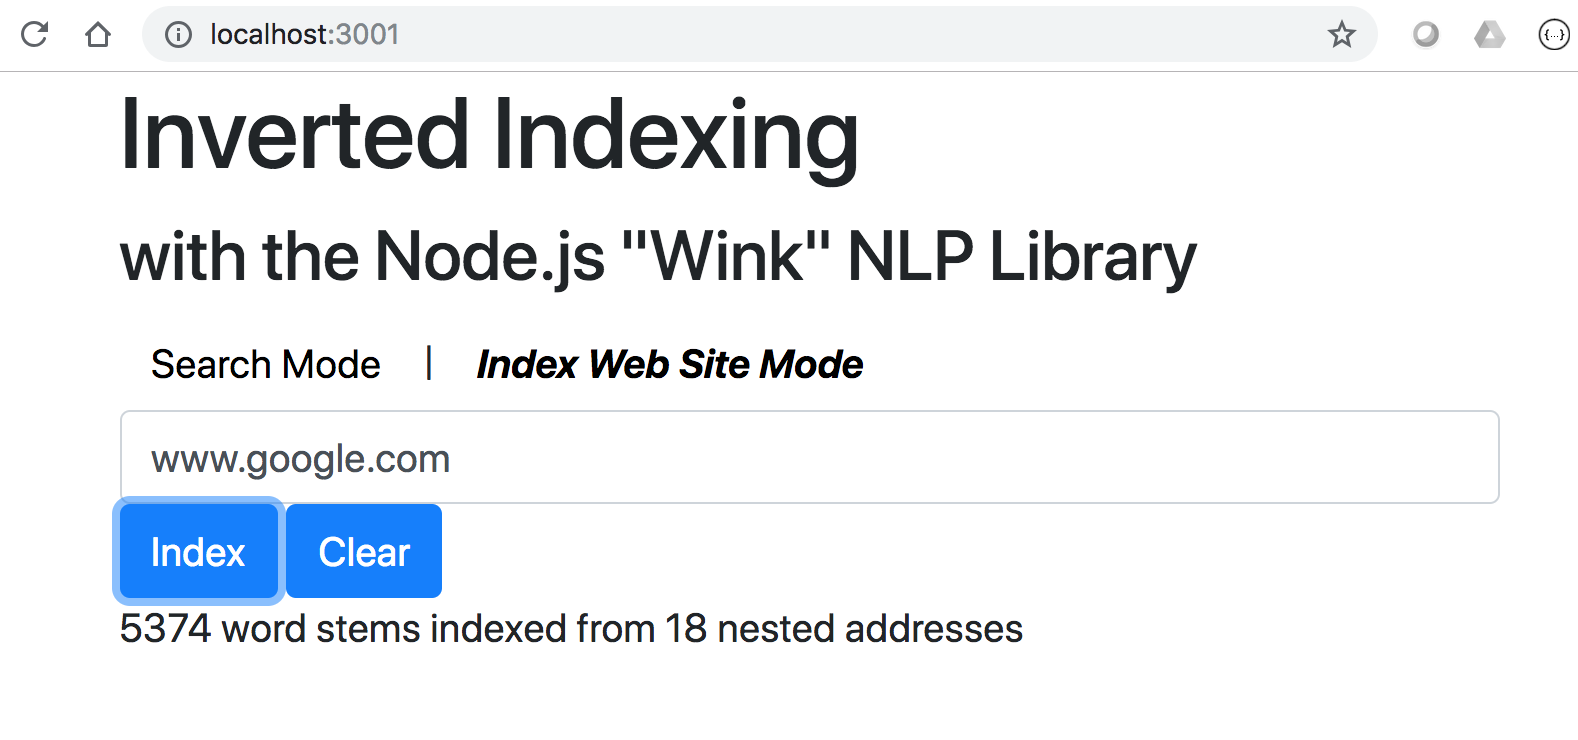 localhost:3001
{...}
Inverted Indexing
with the Node.js "Wink" NLP Library
Search Mode | Index Web Site Mode
www.google.com
Index Clear
5374 word stems indexed from 18 nested addresses